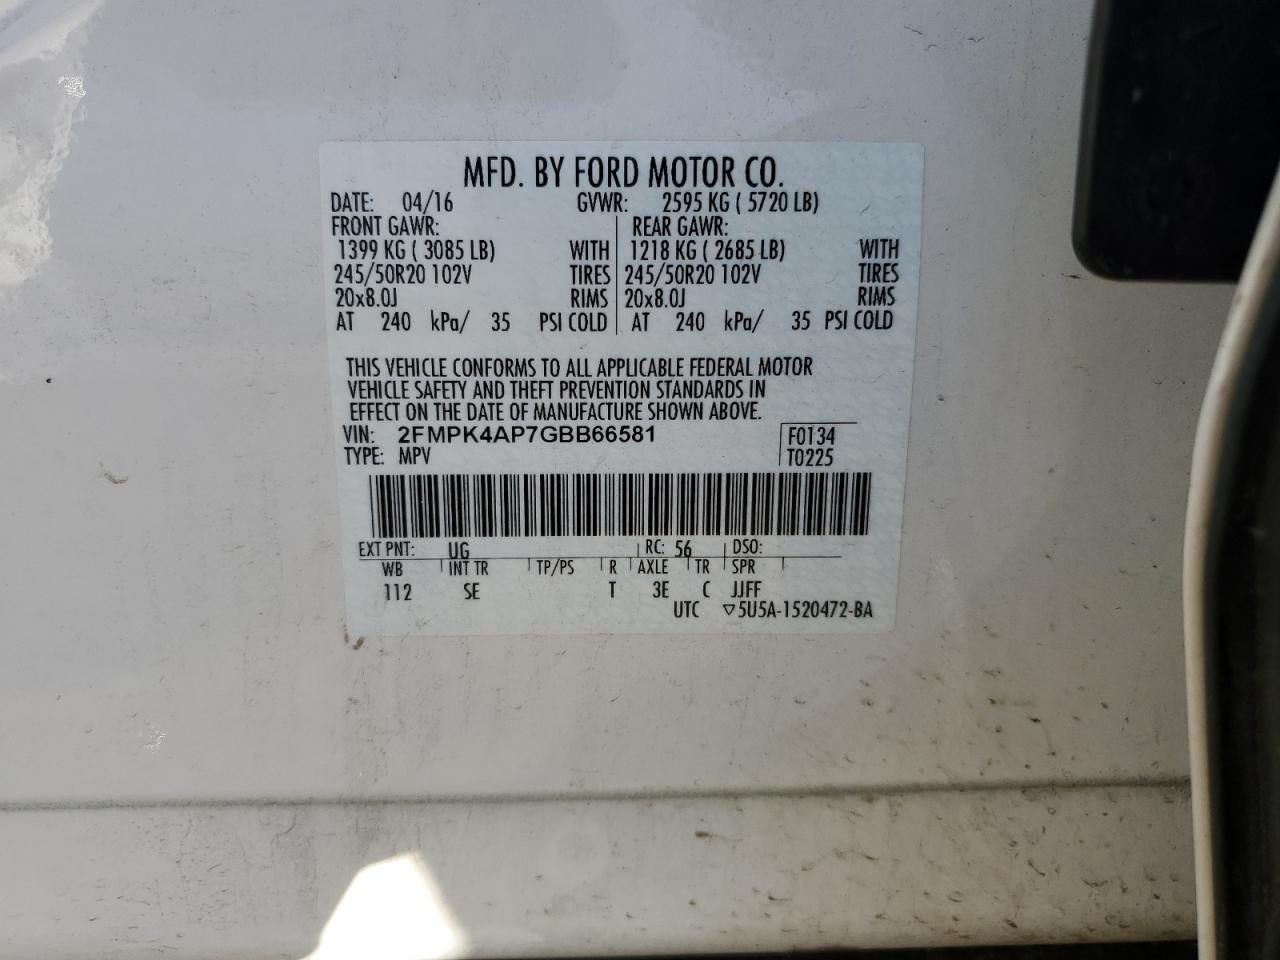 MFD. BY FORD MOTOR CO.
DATE: 04/16 GVWR: 2595 KG ( 5720 LB)
FRONT GAWR: REAR GAWR:
1399 KG ( 3085 LB) WITH 1218 KG ( 2685 LB) WITH
245/50R20 102V TIRES 245/50R20 102V TIRES
20x8.0J RIMS 20x8.0J RIMS
AT 240 kPa/ 35 PSI COLD AT 240 kPa/ 35 PSI COLD
THIS VEHICLE CONFORMS TO ALL APPLICABLE FEDERAL MOTOR
VEHICLE SAFETY AND THEFT PREVENTION STANDARDS IN
EFFECT ON THE DATE OF MANUFACTURE SHOWN ABOVE.
VIN: 2FMPK4AP7GBB66581 F0134
TYPE: MPV T0225
EXT PNT: UG RC: 56 DSO:
WB INT TR TP/PS R AXLE TR SPR
112 SE T 3E C JJFF
UTC ▽5U5A-1520472-BA